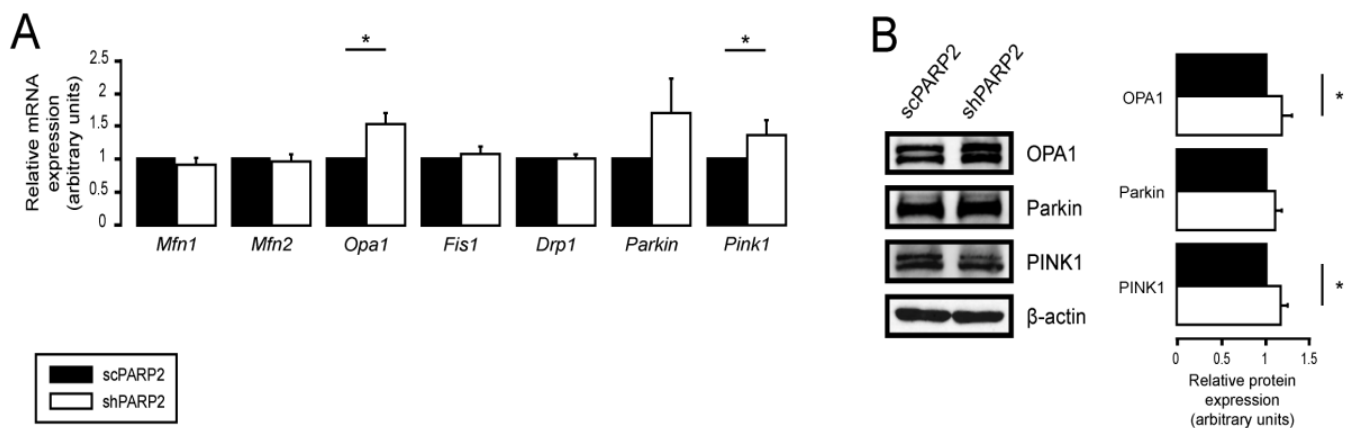 A
Relative mRNA
expression
(arbitrary units)
2.5
2
1.5
1
0.5
0
*
*
Mfn1 Mfn2 Opa1 Fis1 Drp1 Parkin Pink1
scPARP2
shPARP2
B
scPARP2
shPARP2
OPA1
Parkin
PINK1
β-actin
OPA1
*
Parkin
PINK1
*
0 0.5 1 1.5
Relative protein
expression
(arbitrary units)